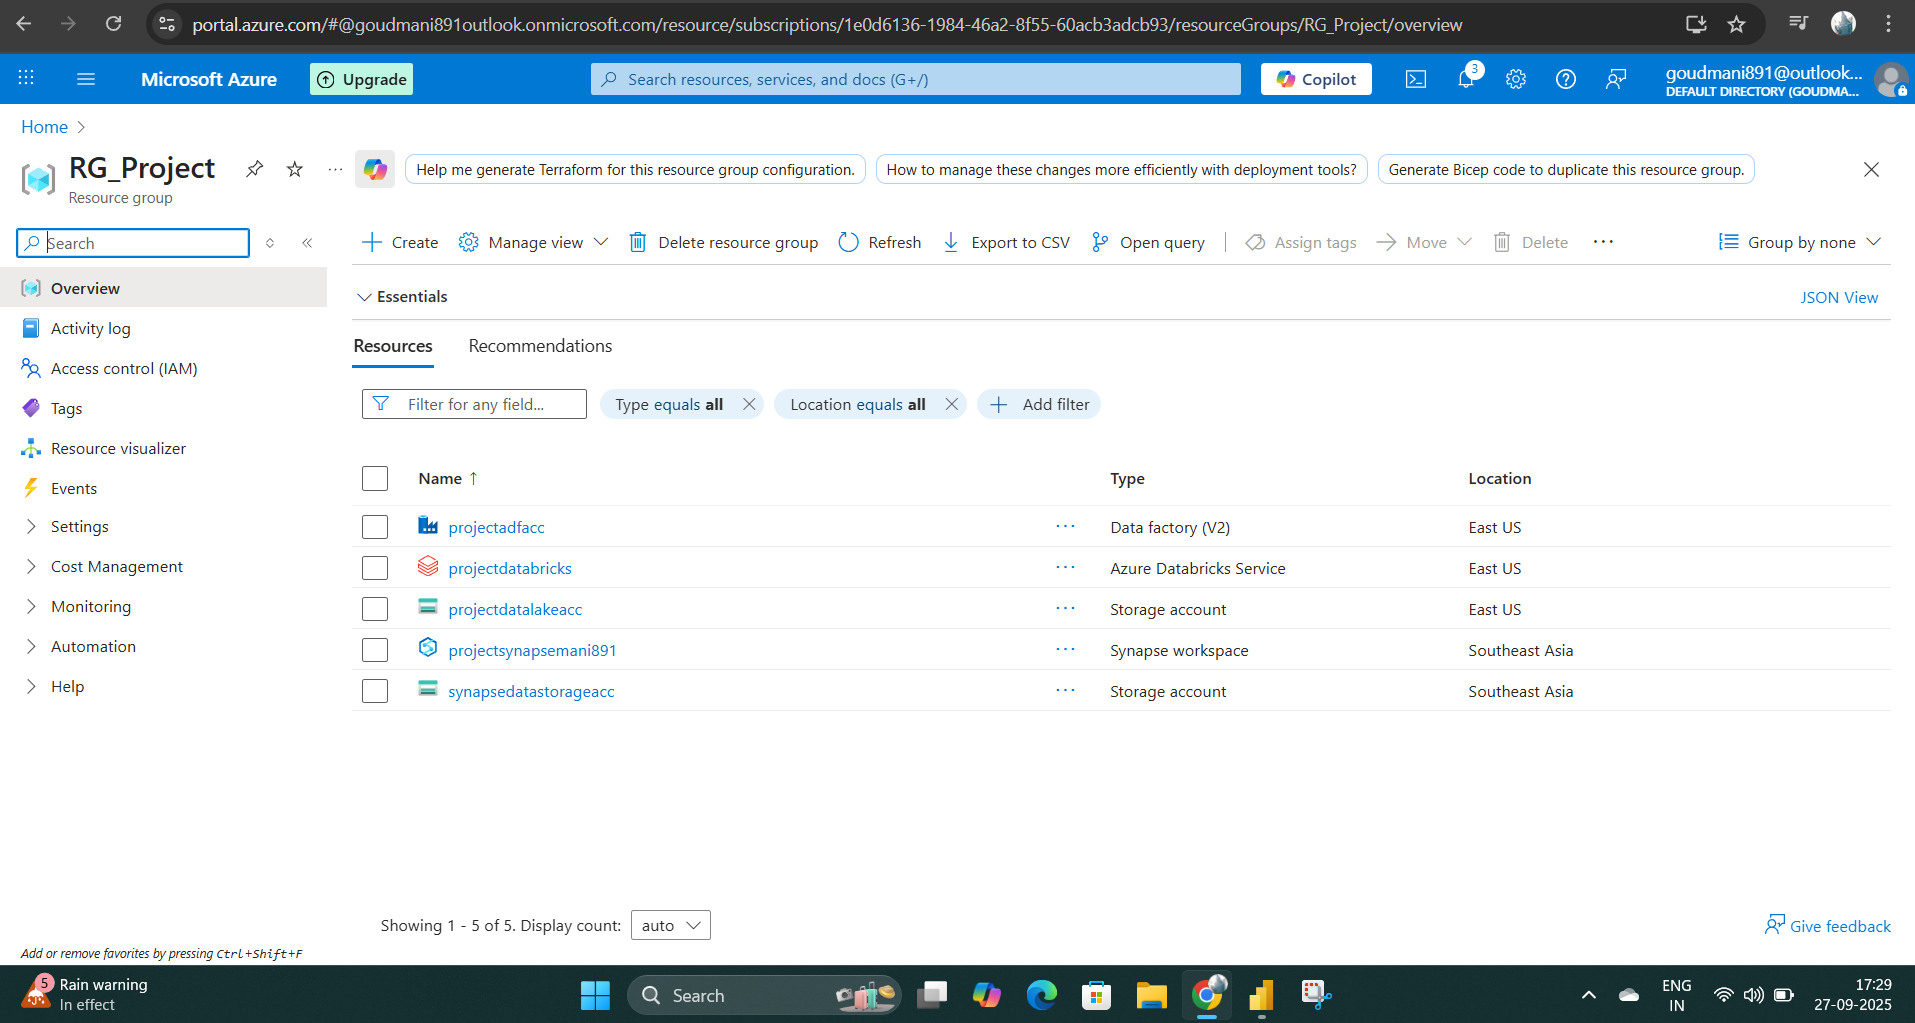 portal.azure.com/#@goudmani891outlook.onmicrosoft.com/resource/subscriptions/1e0d6136-1984-46a2-8f55-60acb3adcb93/resourceGroups/RG_Project/overview
Microsoft Azure
Upgrade
Search resources, services, and docs (G+/)
Copilot
3
goudmani891@outlook...
DEFAULT DIRECTORY (GOUDMA...
Home
RG_Project
Resource group
Help me generate Terraform for this resource group configuration.
How to manage these changes more efficiently with deployment tools?
Generate Bicep code to duplicate this resource group.
Search
Overview
Activity log
Access control (IAM)
Tags
Resource visualizer
Events
Settings
Cost Management
Monitoring
Automation
Help
Add or remove favorites by pressing Ctrl+Shift+F
Create
Manage view
Delete resource group
Refresh
Export to CSV
Open query
Assign tags
Move
Delete
Group by none
Essentials
JSON View
Resources
Recommendations
Filter for any field...
Type equals all
Location equals all
Add filter
Name ↑ Type Location
projectadfacc ... Data factory (V2) East US
projectdatabricks ... Azure Databricks Service East US
projectdatalakeacc ... Storage account East US
projectsynapsemani891 ... Synapse workspace Southeast Asia
synapsedatastorageacc ... Storage account Southeast Asia
Showing 1 - 5 of 5. Display count: auto
Give feedback
5
Rain warning
In effect
Search
ENG
IN
17:29
27-09-2025